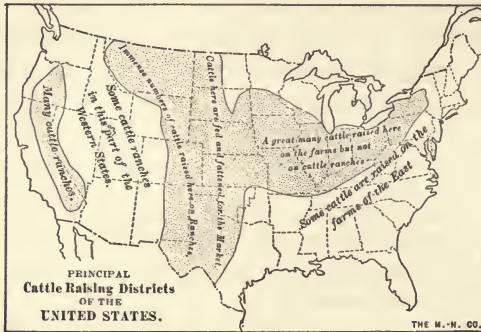 Many cattle ranches.
Some cattle ranches
in this part of the
Western States.
Immense numbers of cattle raised here on Ranches
Cattle here are fed and fattened for the Market.
A great many cattle raised here
on the farms but not
on cattle ranches
Some cattle are raised on the
farms of the East
PRINCIPAL
Cattle Raising Districts
OF THE
UNITED STATES.
THE M.-N. CO.